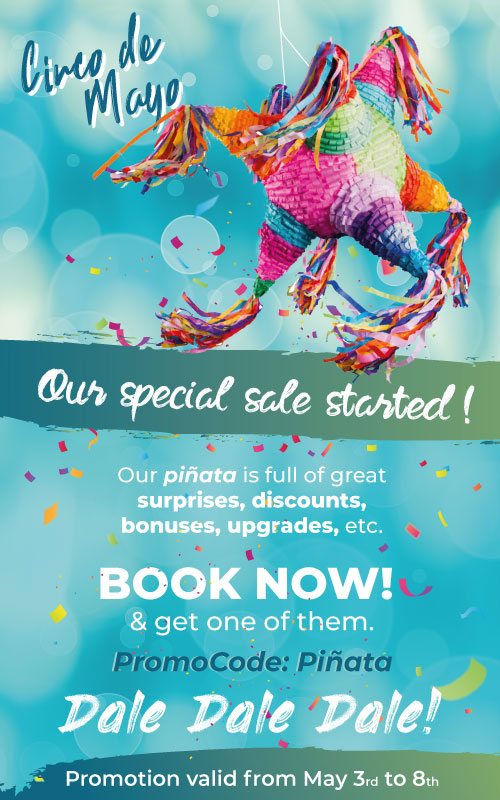 Cinco de
Mayo
Our special sale started!
Our piñata is full of great
surprises, discounts,
bonuses, upgrades, etc.
BOOK NOW!
& get one of them.
PromoCode: Piñata
Dale Dale Dale!
Promotion valid from May 3rd to 8th